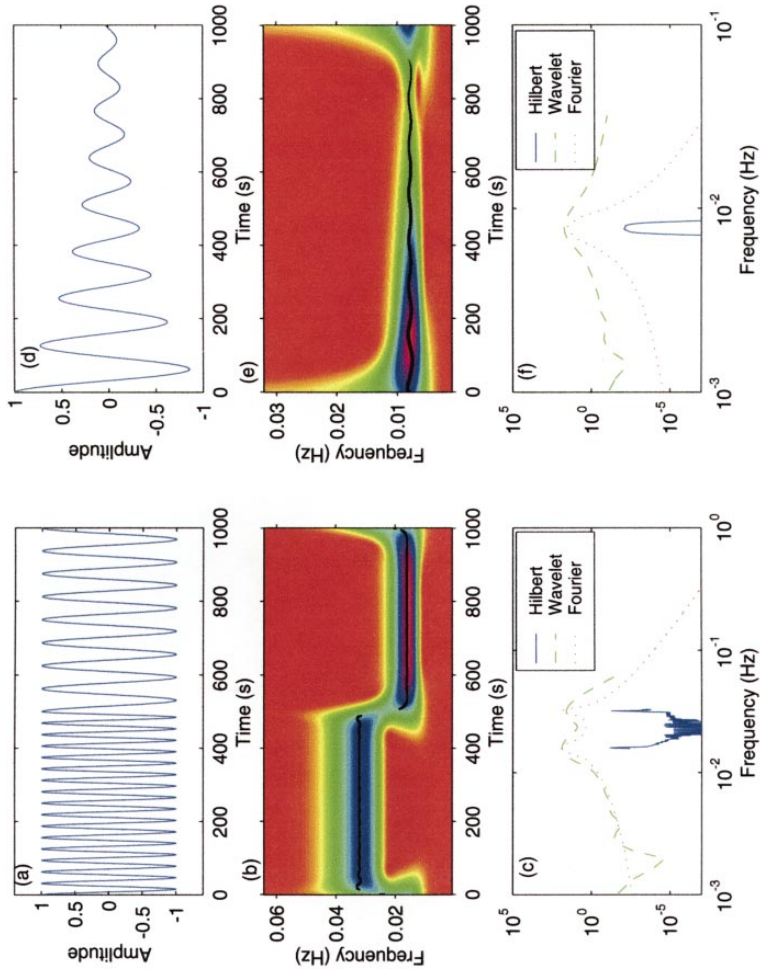 (a)
Amplitude
1
0.5
0
-0.5
-1
0
200
400
600
800
1000
Time (s)
(b)
Frequency (Hz)
0.06
0.04
0.02
0
200
400
600
800
1000
Time (s)
(c)
10^5
10^0
10^-5
Hilbert
Wavelet
Fourier
10^-3
10^-2
10^-1
10^0
Frequency (Hz)
(d)
Amplitude
1
0.5
0
-0.5
-1
0
200
400
600
800
1000
Time (s)
(e)
Frequency (Hz)
0.03
0.02
0.01
0
200
400
600
800
1000
Time (s)
(f)
10^5
10^0
10^-5
Hilbert
Wavelet
Fourier
10^-3
10^-2
10^-1
Frequency (Hz)